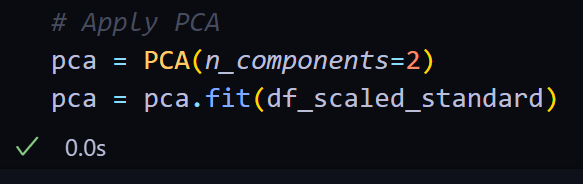 # Apply PCA
pca = PCA(n_components=2)
pca = pca.fit(df_scaled_standard)
0.0s